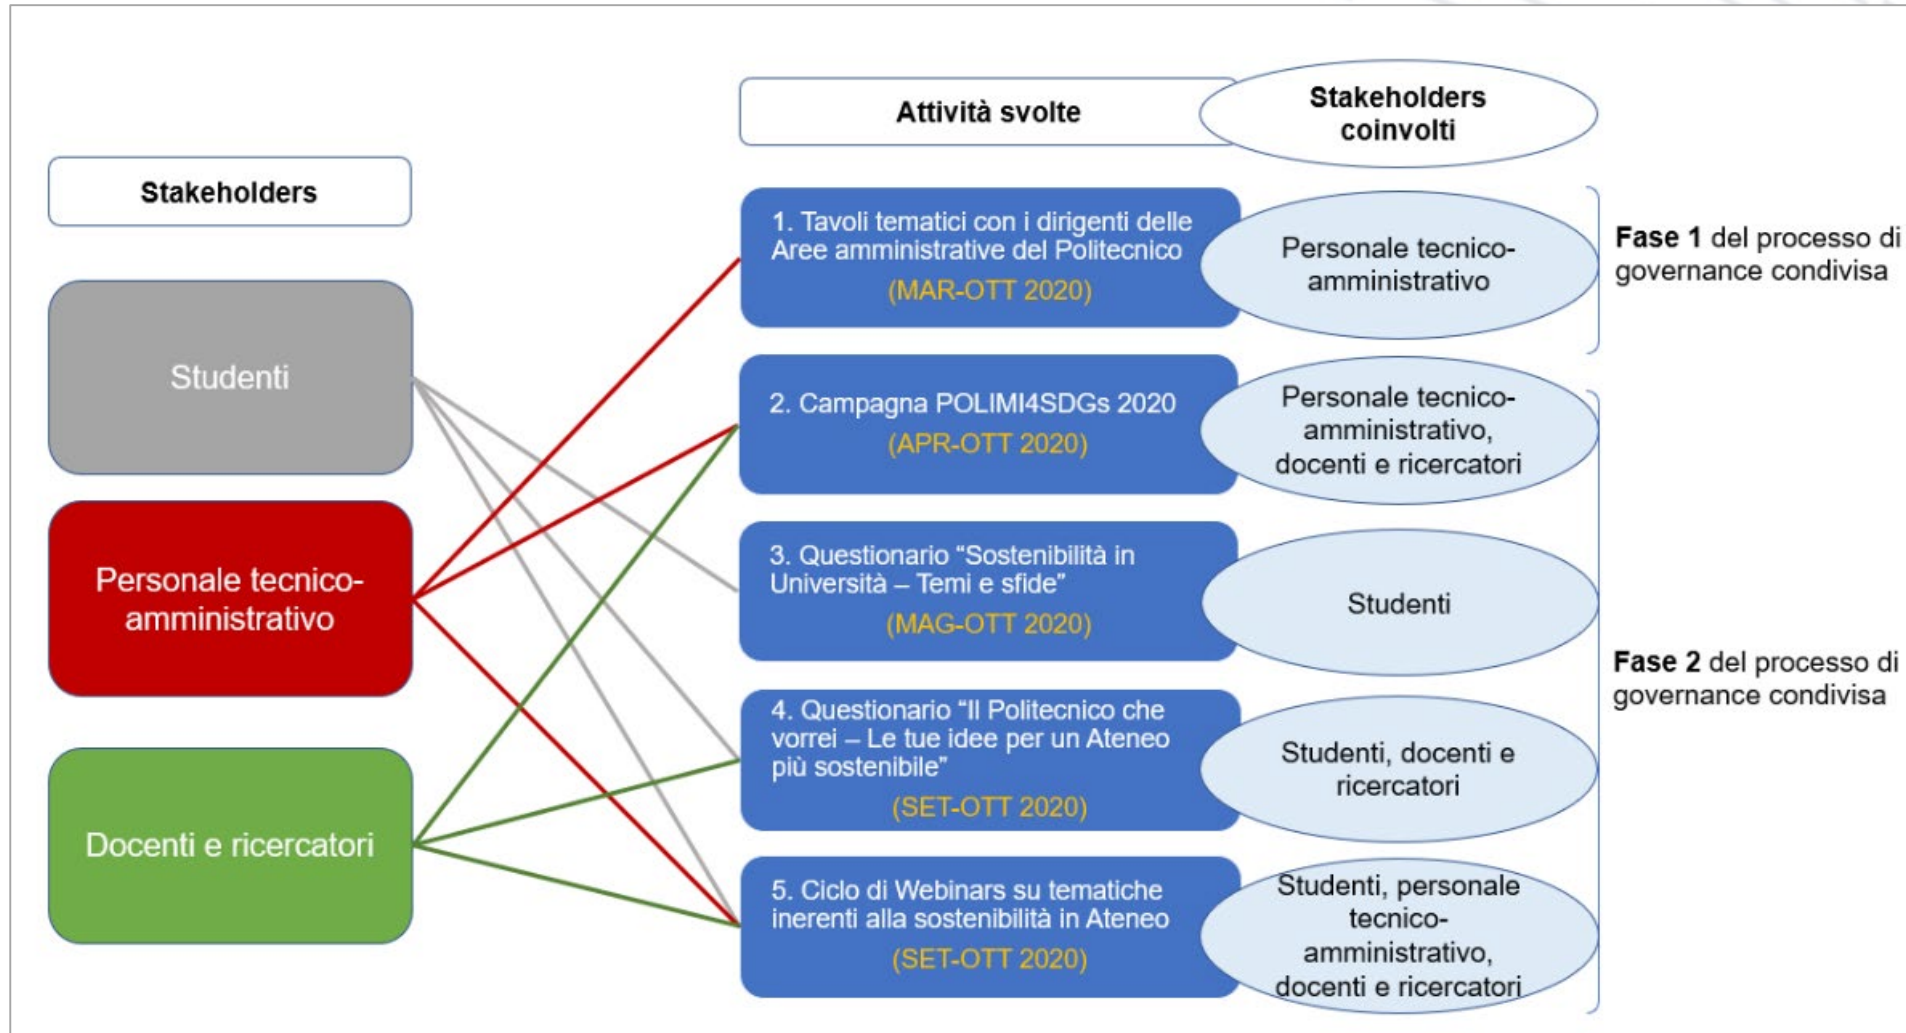 Stakeholders
Studenti
Personale tecnico-
amministrativo
Docenti e ricercatori
Attività svolte
Stakeholders
coinvolti
1. Tavoli tematici con i dirigenti delle
Aree amministrative del Politecnico
(MAR-OTT 2020)
Personale tecnico-
amministrativo
Fase 1 del processo di
governance condivisa
2. Campagna POLIMI4SDGs 2020
(APR-OTT 2020)
Personale tecnico-
amministrativo,
docenti e ricercatori
3. Questionario “Sostenibilità in
Università – Temi e sfide”
(MAG-OTT 2020)
Studenti
4. Questionario “Il Politecnico che
vorrei – Le tue idee per un Ateneo
più sostenibile”
(SET-OTT 2020)
Studenti, docenti e
ricercatori
5. Ciclo di Webinars su tematiche
inerenti alla sostenibilità in Ateneo
(SET-OTT 2020)
Studenti, personale
tecnico-
amministrativo,
docenti e ricercatori
Fase 2 del processo di
governance condivisa